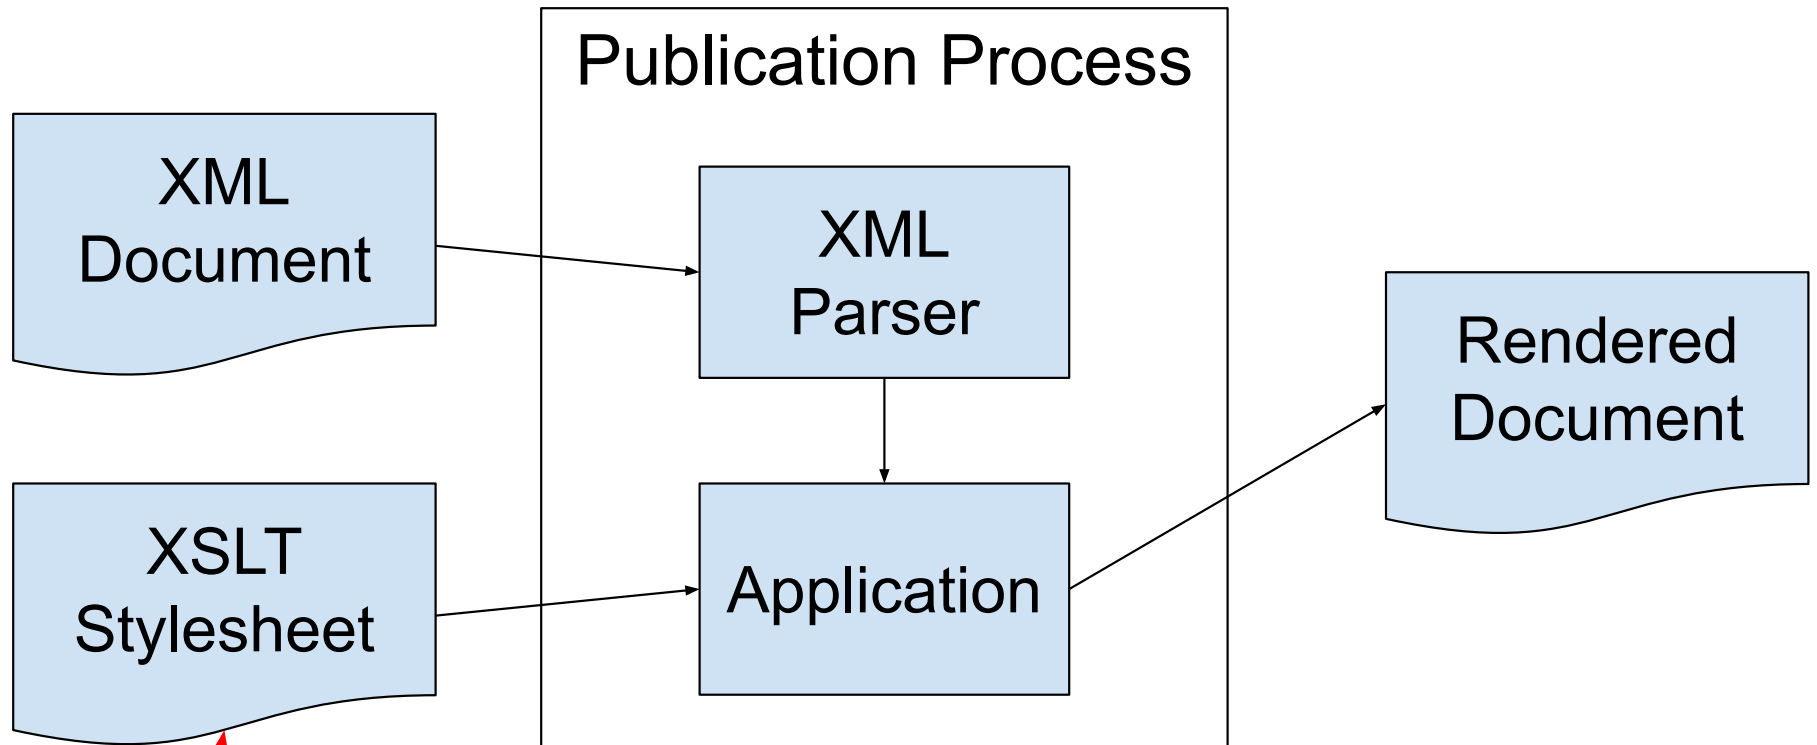 Publication Process
XML
Document
XML
Parser
Rendered
Document
XSLT
Stylesheet
Application